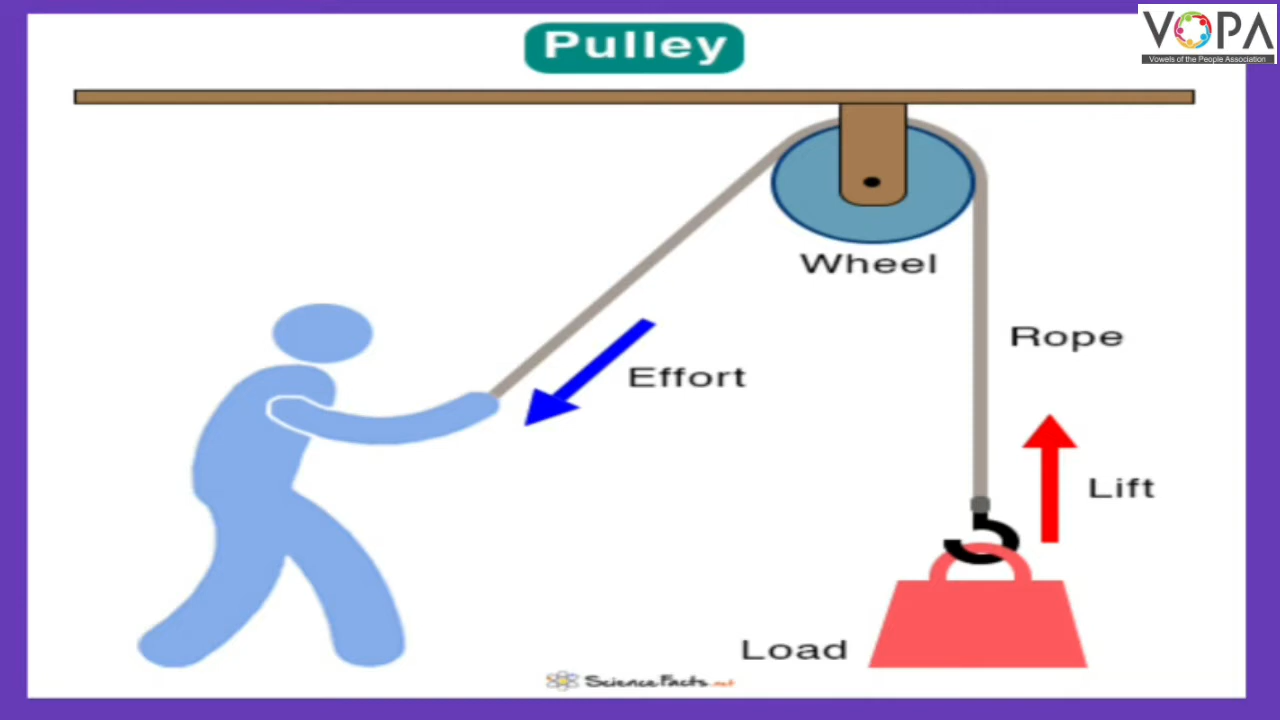 Pulley
VOPA
Vowels of the People Association
Wheel
Rope
Effort
Lift
Load
ScienceFacts.net